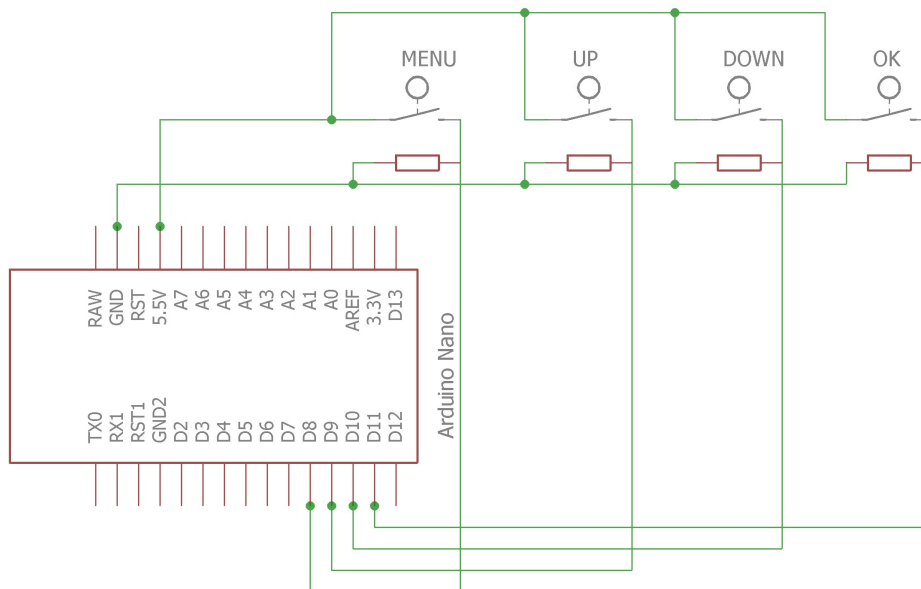 MENU
UP
DOWN
OK
RAW
GND
RST
5.5V
A7
A6
A5
A4
A3
A2
A1
A0
AREF
3.3V
D13
Arduino Nano
TX0
RX1
RST1
GND2
D2
D3
D4
D5
D6
D7
D8
D9
D10
D11
D12